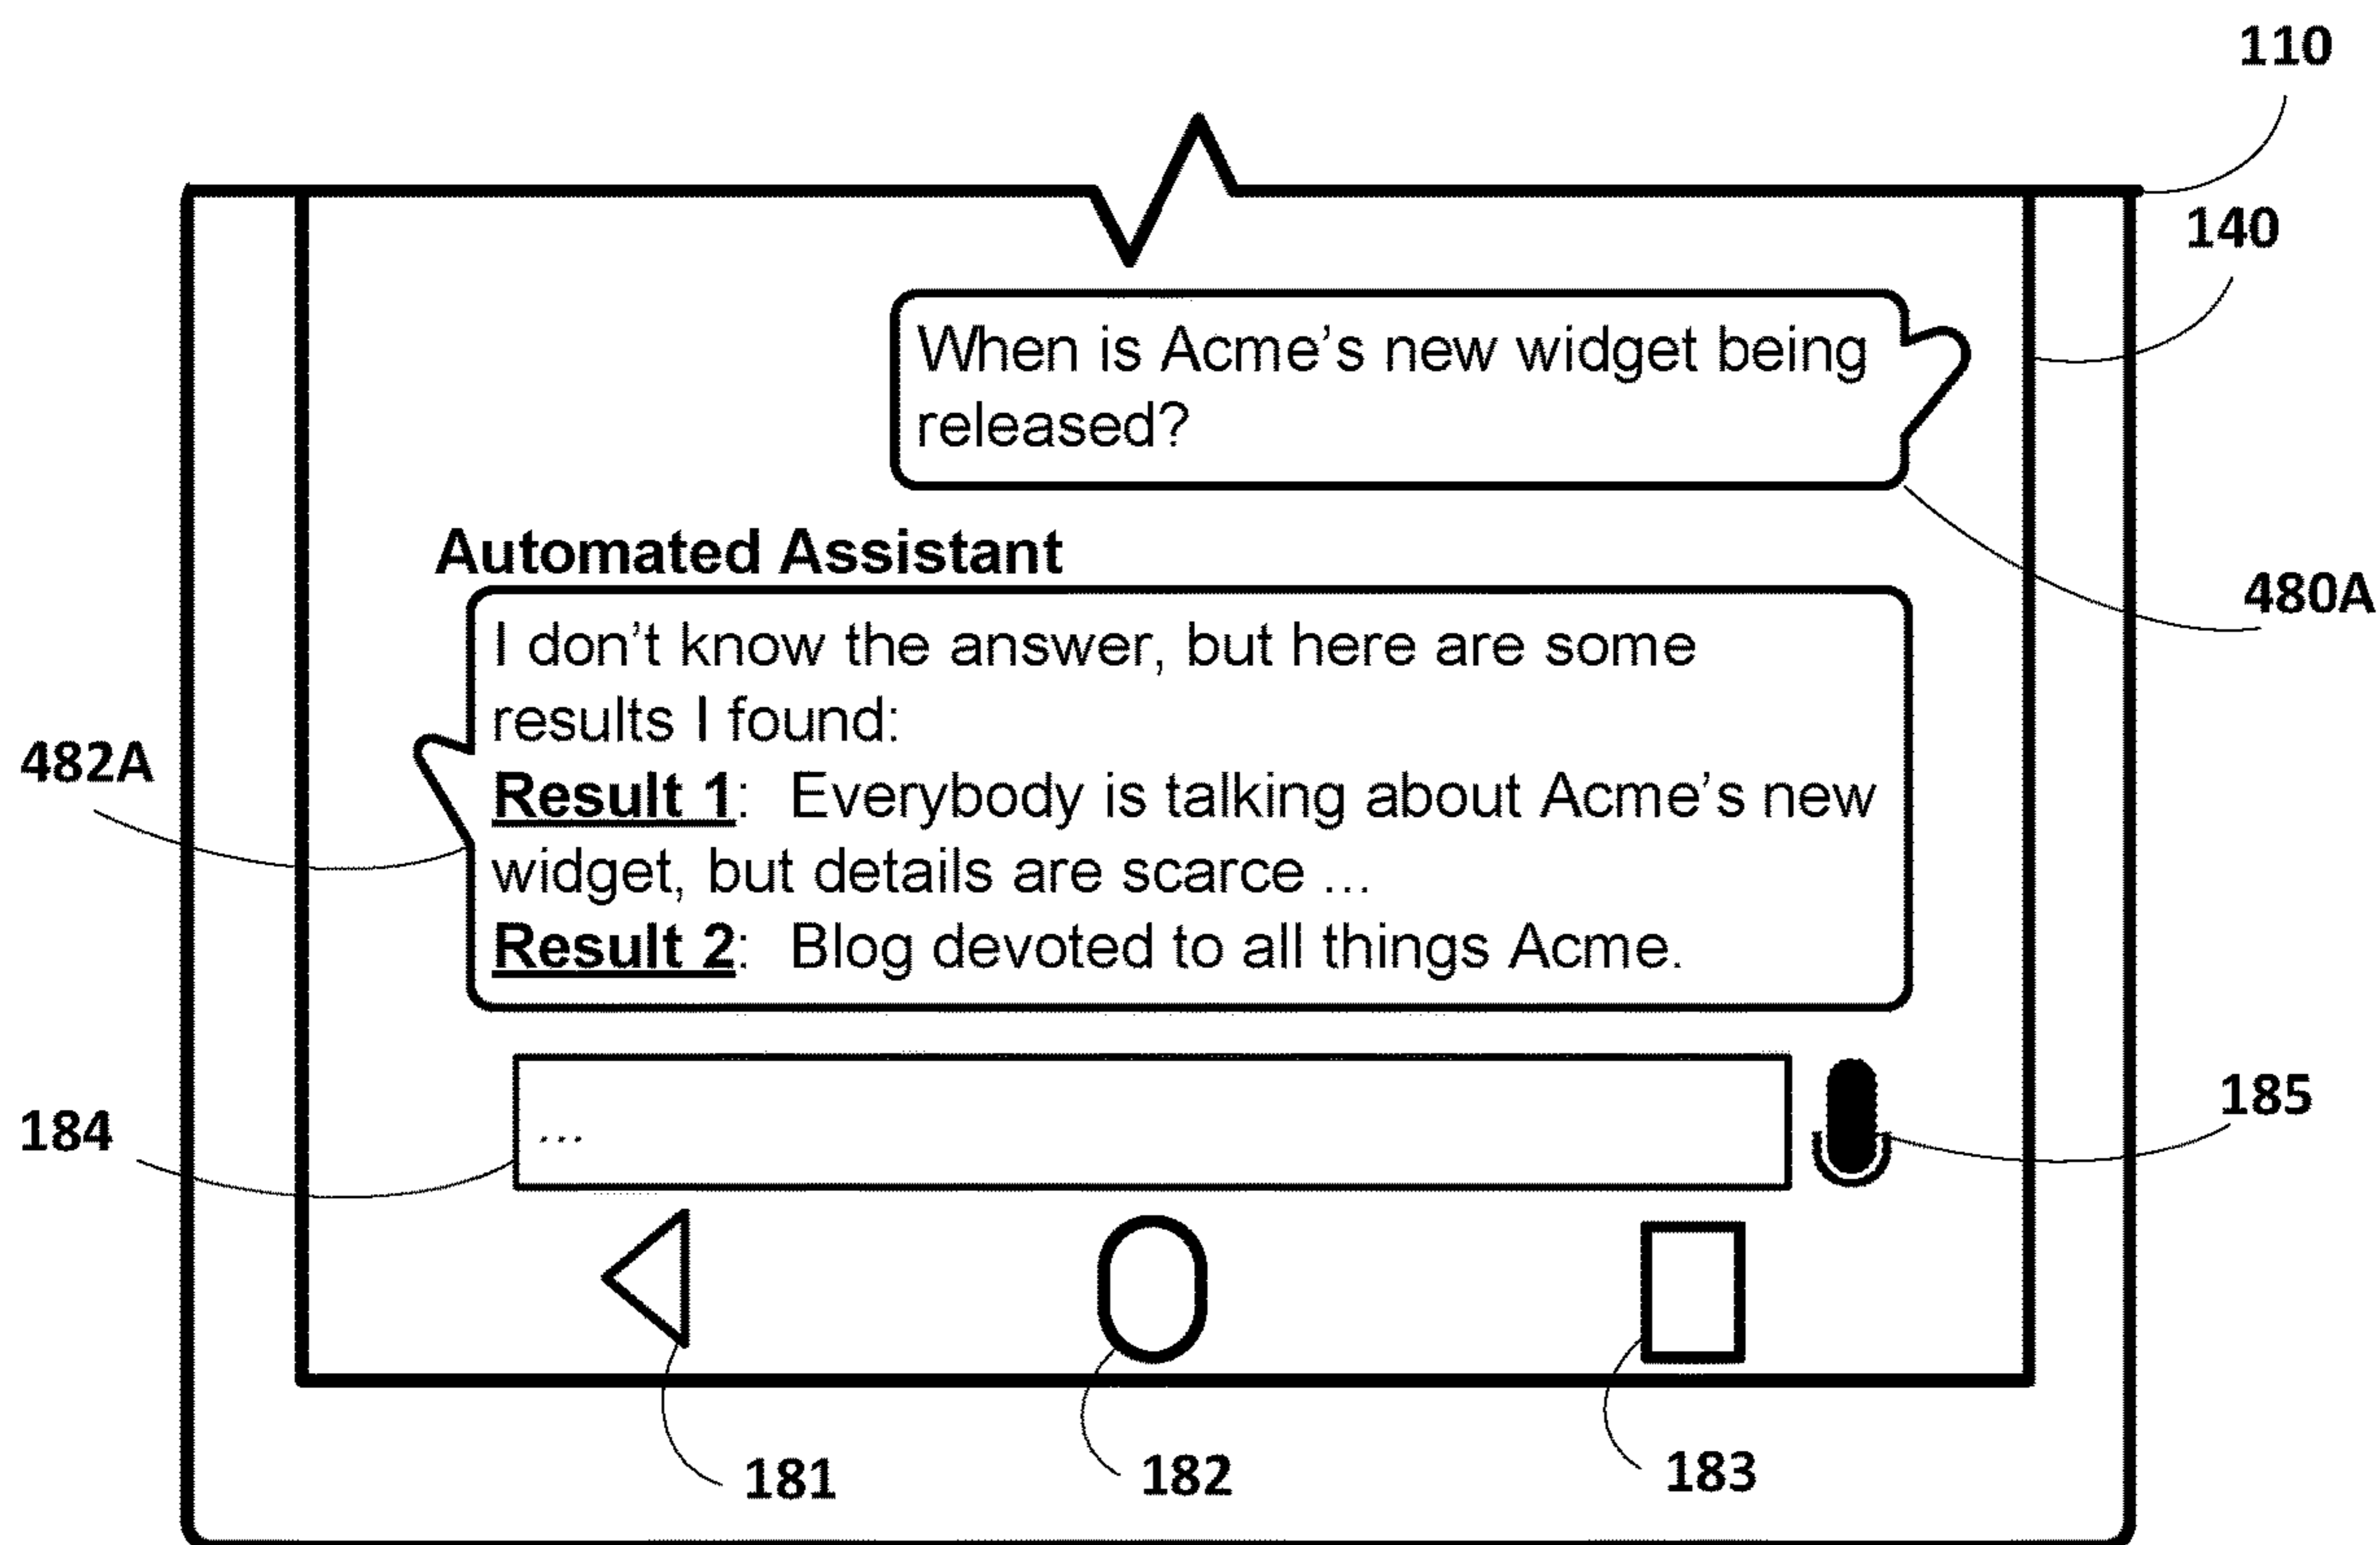 110
140
When is Acme’s new widget being
released?
480A
Automated Assistant
I don’t know the answer, but here are some
results I found:
482A
Result 1:  Everybody is talking about Acme’s new
widget, but details are scarce ...
Result 2:  Blog devoted to all things Acme.
184
...
185
181
182
183